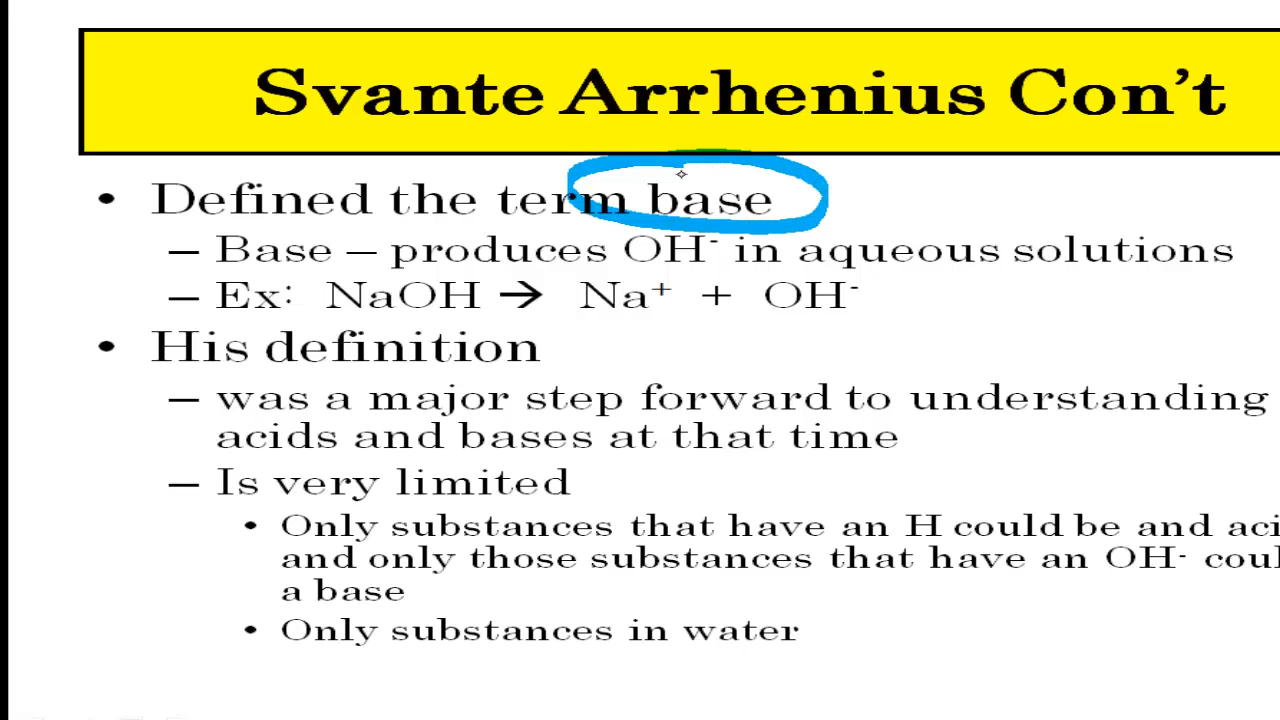 Svante Arrhenius Con't
• Defined the term base
– Base – produces OH⁻ in aqueous solutions
– Ex: NaOH → Na⁺ + OH⁻
• His definition
– was a major step forward to understanding
acids and bases at that time
– Is very limited
• Only substances that have an H could be and
and only those substances that have an OH⁻
a base
• Only substances in water